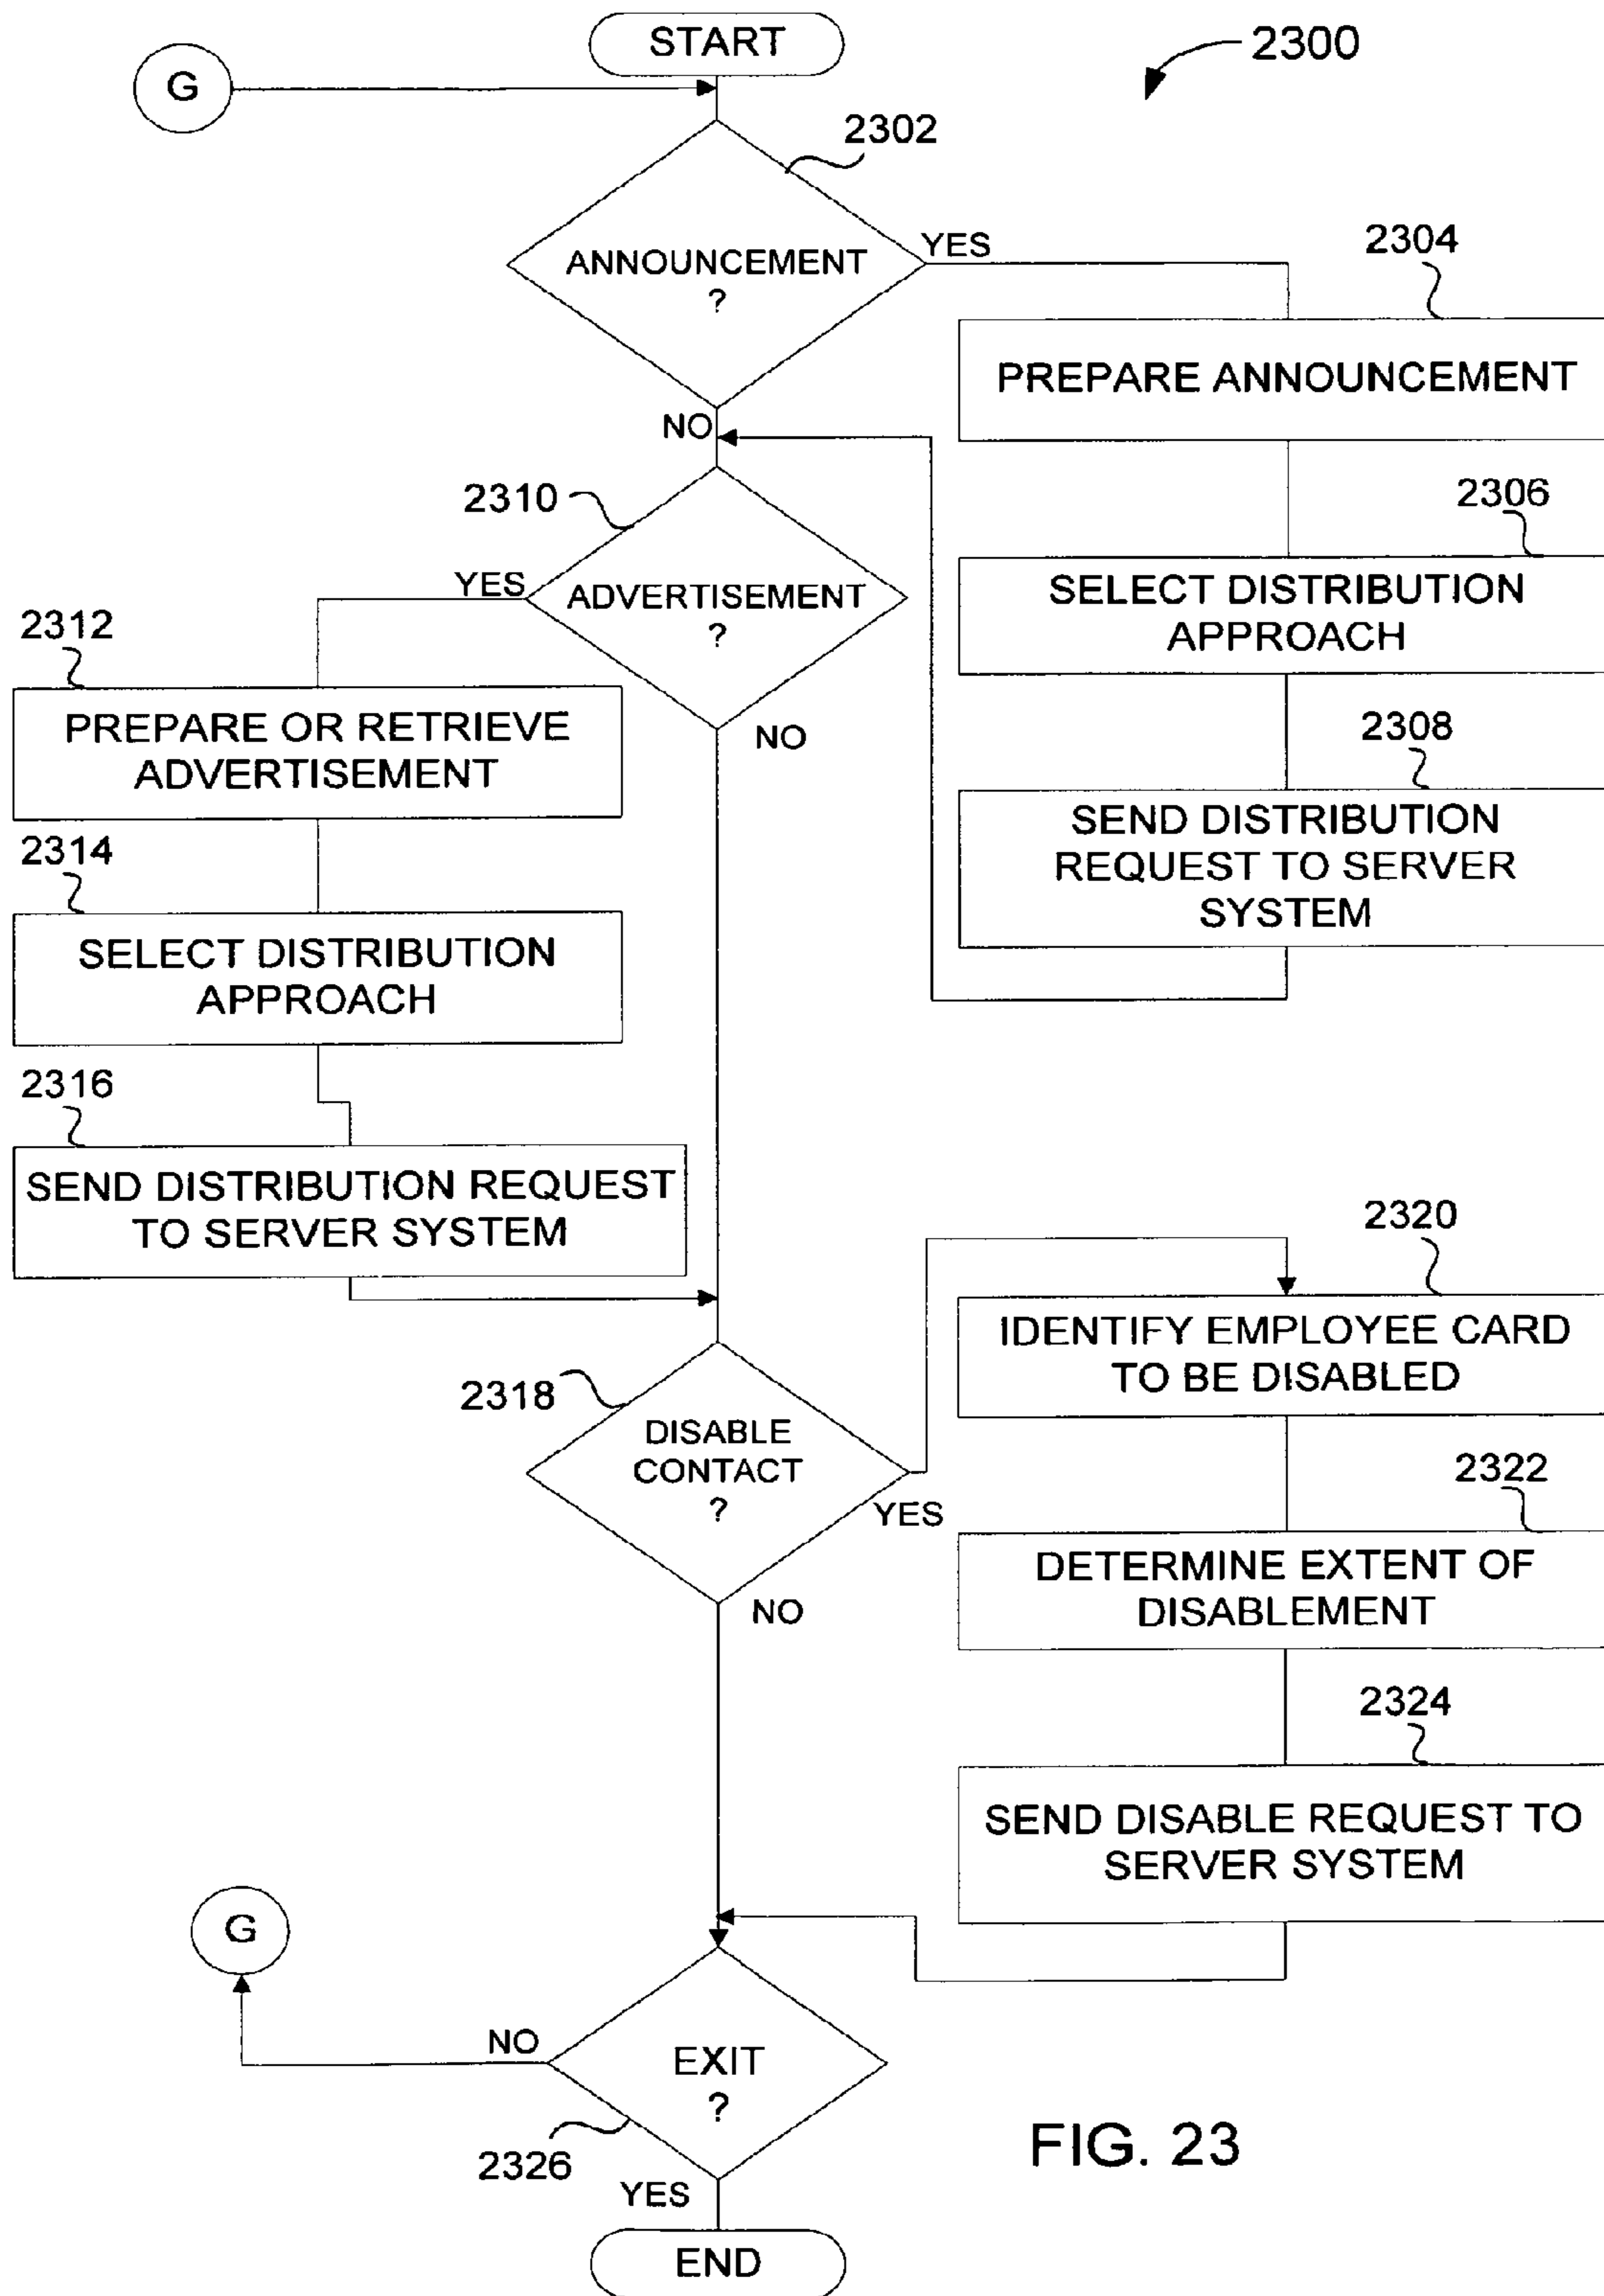 START
2300
G
2302
ANNOUNCEMENT
?
YES
2304
PREPARE ANNOUNCEMENT
NO
2306
SELECT DISTRIBUTION
APPROACH
2308
SEND DISTRIBUTION
REQUEST TO SERVER
SYSTEM
2310
ADVERTISEMENT
?
YES
NO
2312
PREPARE OR RETRIEVE
ADVERTISEMENT
2314
SELECT DISTRIBUTION
APPROACH
2316
SEND DISTRIBUTION REQUEST
TO SERVER SYSTEM
2318
DISABLE
CONTACT
?
YES
NO
2320
IDENTIFY EMPLOYEE CARD
TO BE DISABLED
2322
DETERMINE EXTENT OF
DISABLEMENT
2324
SEND DISABLE REQUEST TO
SERVER SYSTEM
G
NO
EXIT
?
2326
YES
END
FIG. 23